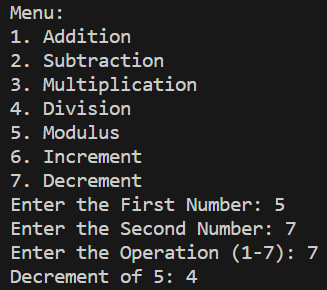 Menu:
1. Addition
2. Subtraction
3. Multiplication
4. Division
5. Modulus
6. Increment
7. Decrement
Enter the First Number: 5
Enter the Second Number: 7
Enter the Operation (1-7): 7
Decrement of 5: 4